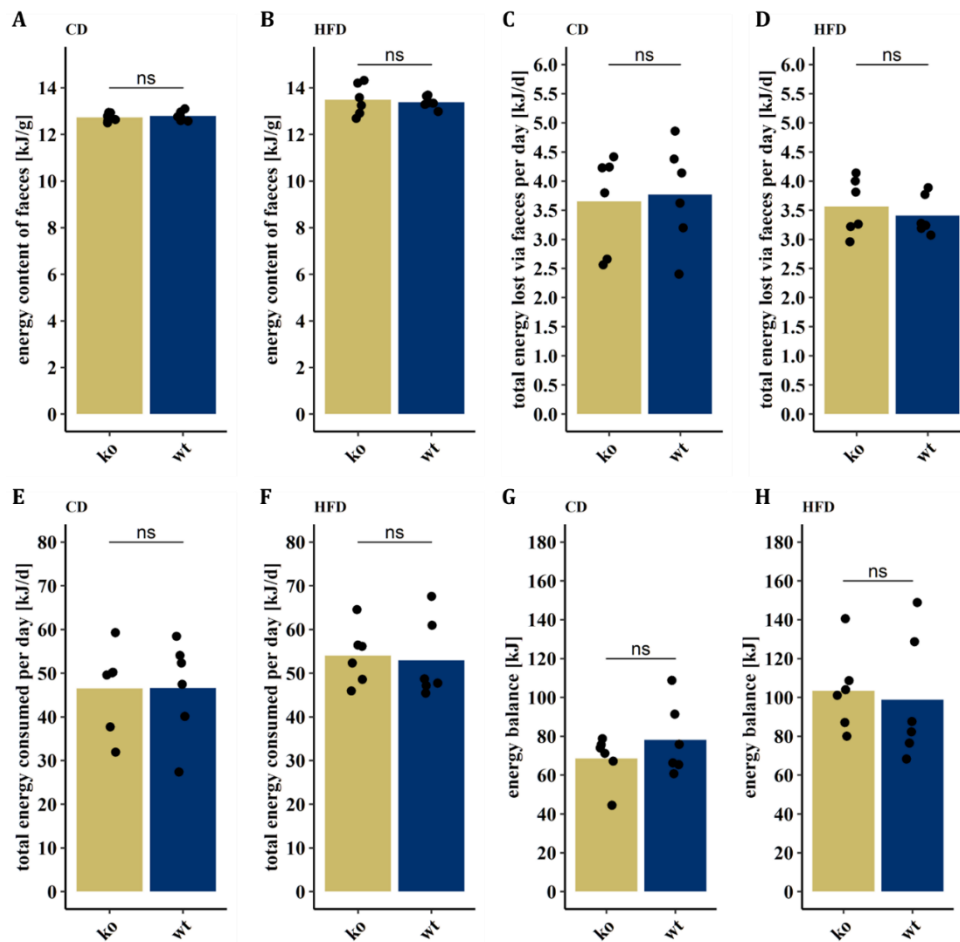 A
CD
energy content of faeces [kJ/g]
14
12
10
8
6
4
2
0
ns
ko
wt
B
HFD
energy content of faeces [kJ/g]
14
12
10
8
6
4
2
0
ns
ko
wt
C
CD
total energy lost via faeces per day [kJ/d]
6.0
5.5
5.0
4.5
4.0
3.5
3.0
2.5
2.0
1.5
1.0
0.5
0.0
ns
ko
wt
D
HFD
total energy lost via faeces per day [kJ/d]
6.0
5.5
5.0
4.5
4.0
3.5
3.0
2.5
2.0
1.5
1.0
0.5
0.0
ns
ko
wt
E
CD
total energy consumed per day [kJ/d]
80
70
60
50
40
30
20
10
0
ns
ko
wt
F
HFD
total energy consumed per day [kJ/d]
80
70
60
50
40
30
20
10
0
ns
ko
wt
G
CD
energy balance [kJ]
180
160
140
120
100
80
60
40
20
0
ns
ko
wt
H
HFD
energy balance [kJ]
180
160
140
120
100
80
60
40
20
0
ns
ko
wt